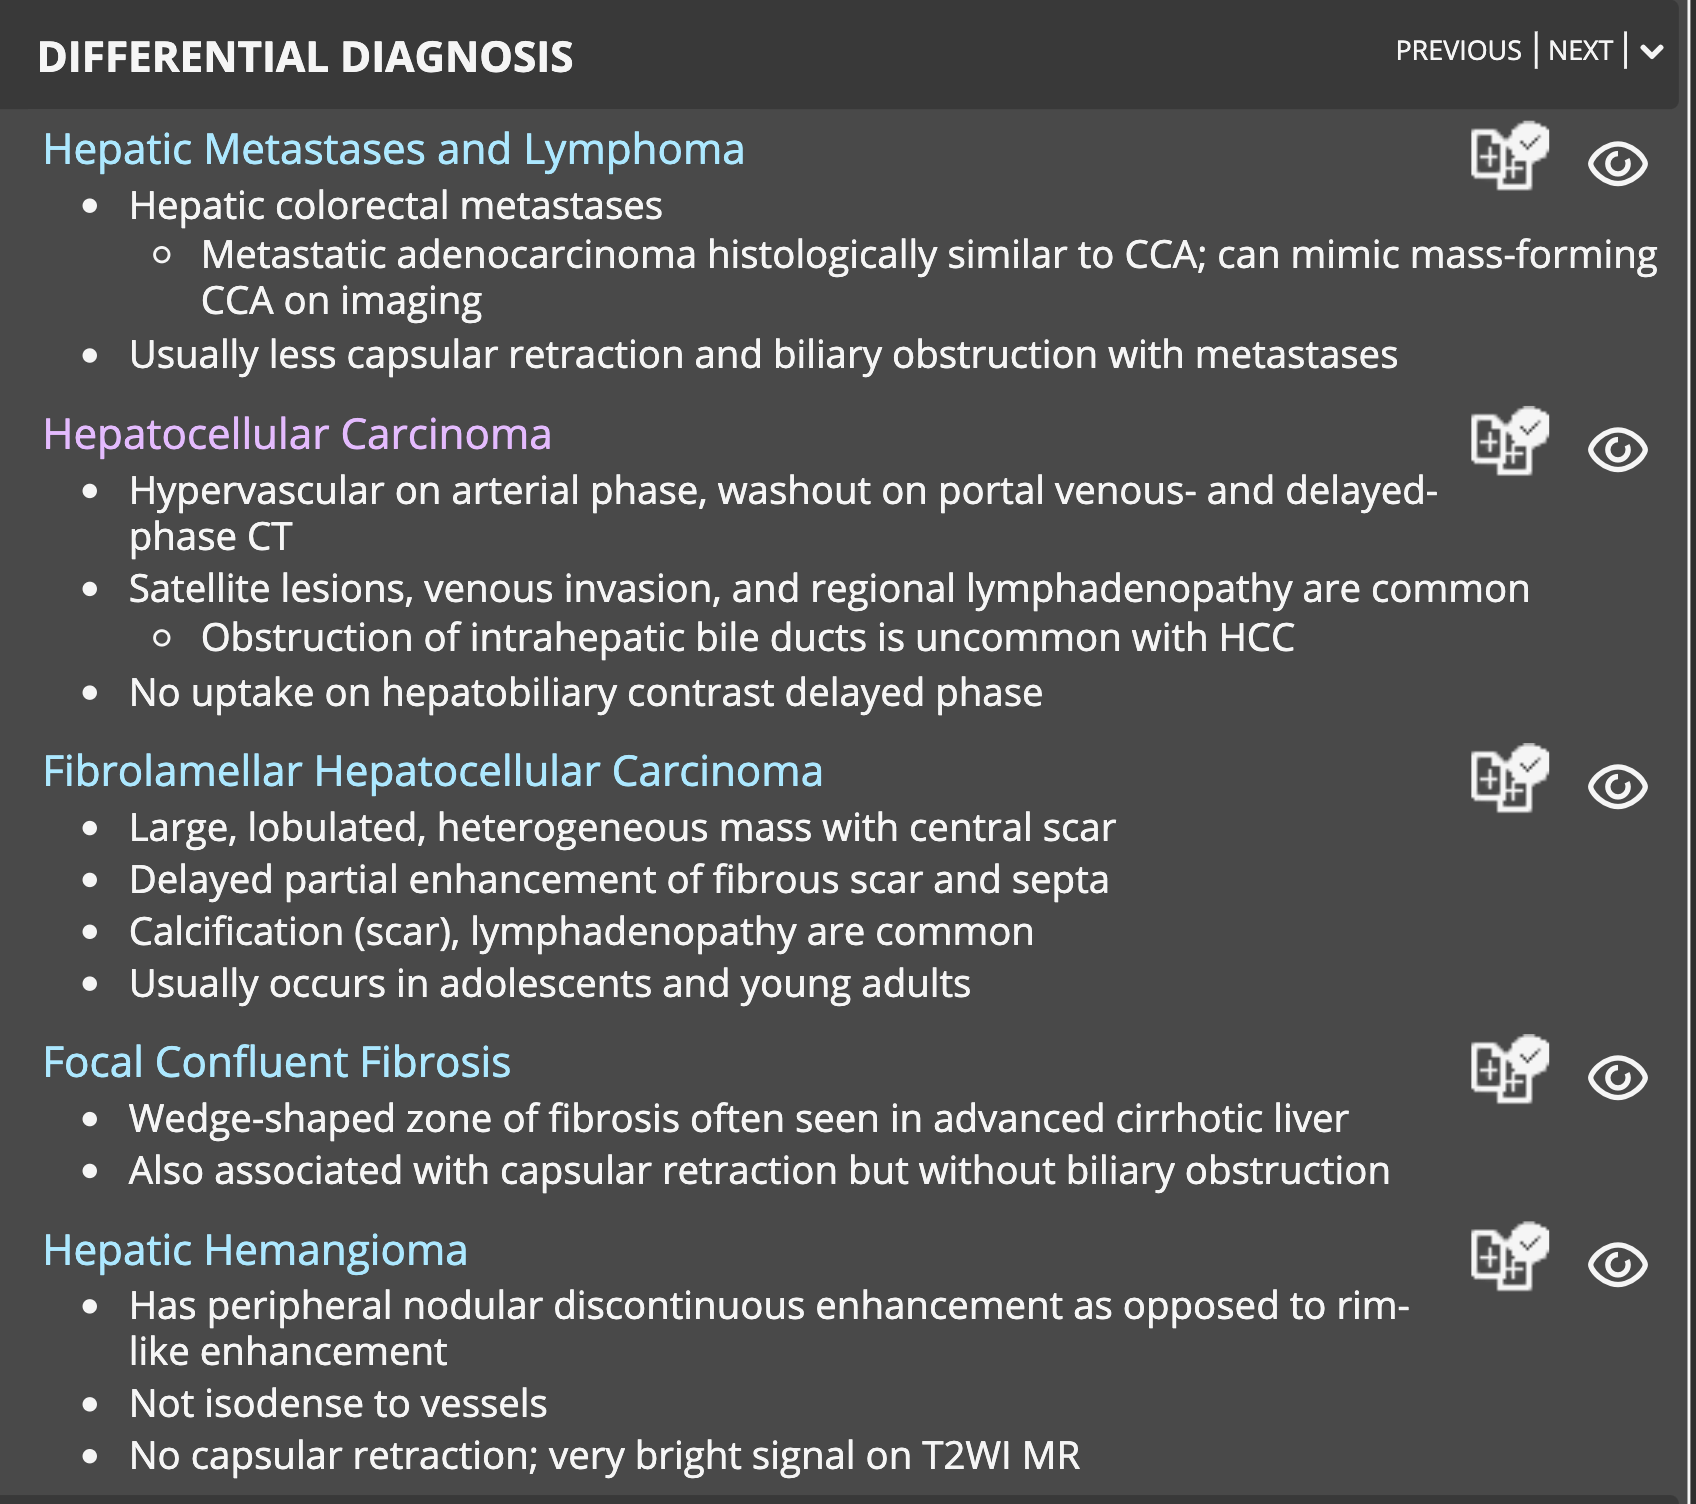 DIFFERENTIAL DIAGNOSIS
PREVIOUS | NEXT |
Hepatic Metastases and Lymphoma
• Hepatic colorectal metastases
○ Metastatic adenocarcinoma histologically similar to CCA; can mimic mass-forming
CCA on imaging
• Usually less capsular retraction and biliary obstruction with metastases
Hepatocellular Carcinoma
• Hypervascular on arterial phase, washout on portal venous- and delayed-
phase CT
• Satellite lesions, venous invasion, and regional lymphadenopathy are common
○ Obstruction of intrahepatic bile ducts is uncommon with HCC
• No uptake on hepatobiliary contrast delayed phase
Fibrolamellar Hepatocellular Carcinoma
• Large, lobulated, heterogeneous mass with central scar
• Delayed partial enhancement of fibrous scar and septa
• Calcification (scar), lymphadenopathy are common
• Usually occurs in adolescents and young adults
Focal Confluent Fibrosis
• Wedge-shaped zone of fibrosis often seen in advanced cirrhotic liver
• Also associated with capsular retraction but without biliary obstruction
Hepatic Hemangioma
• Has peripheral nodular discontinuous enhancement as opposed to rim-
like enhancement
• Not isodense to vessels
• No capsular retraction; very bright signal on T2WI MR